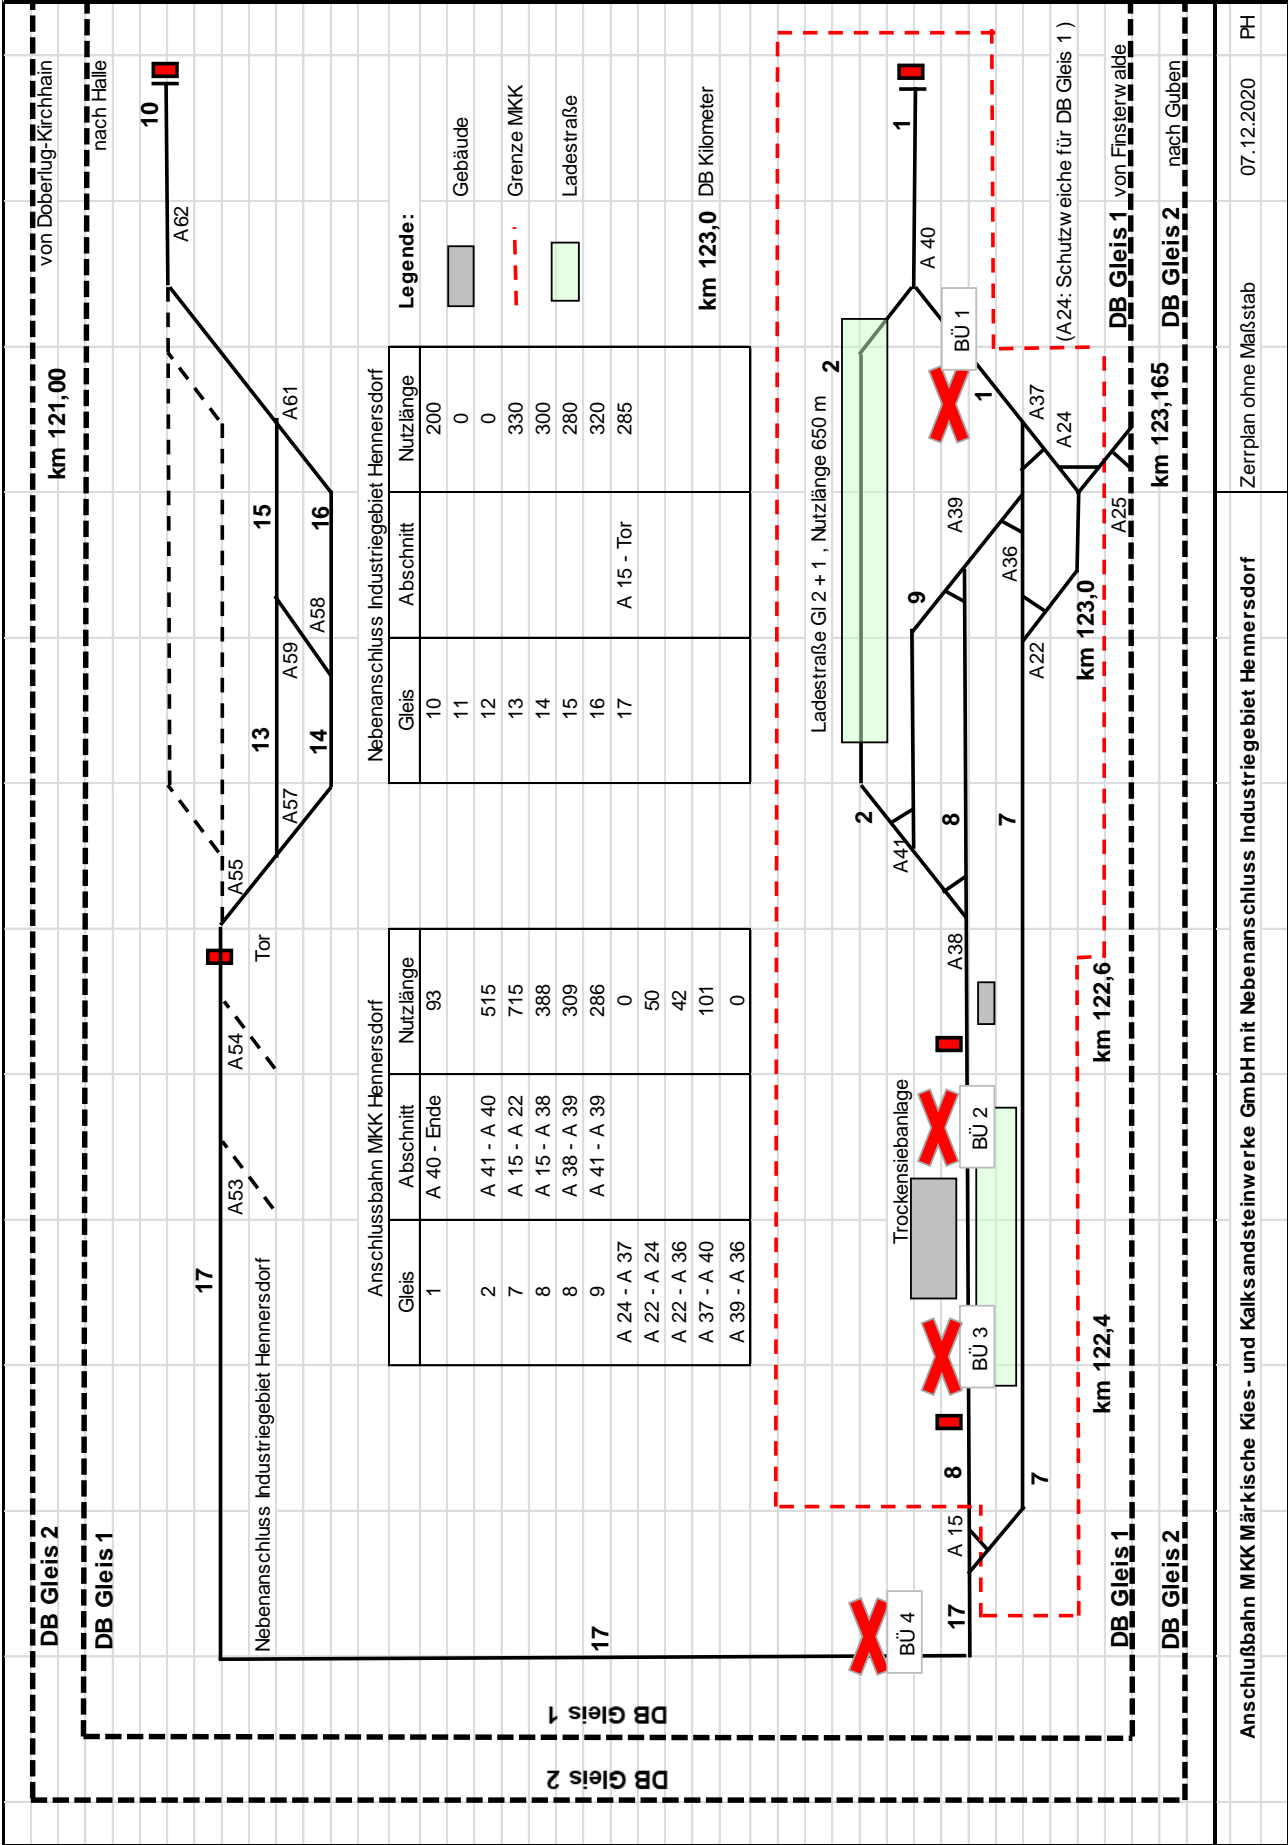 DB Gleis 2
km 121,00
von Doberlug-Kirchhain
DB Gleis 1
nach Halle
10
A62
17
A53
A54
Tor
A55
A57
13
14
A59
A58
15
16
A61
Nebenanschluss Industriegebiet Hennersdorf
Anschlussbahn MKK Hennersdorf
Gleis Abschnitt Nutzlänge
1 A 40 - Ende 93
2 A 41 - A 40 515
7 A 15 - A 22 715
8 A 15 - A 38 388
8 A 38 - A 39 309
9 A 41 - A 39 286
A 24 - A 37 0
A 22 - A 24 50
A 22 - A 36 42
A 37 - A 40 101
A 39 - A 36 0
Nebenanschluss Industriegebiet Hennersdorf
Gleis Abschnitt Nutzlänge
10 200
11 0
12 0
13 330
14 300
15 280
16 320
17 A 15 - Tor 285
Legende:
Gebäude
Grenze MKK
Ladestraße
km 123,0 DB Kilometer
DB Gleis 1
DB Gleis 2
17
BÜ 4
17
A 15
8
7
BÜ 3
Trockensiebanlage
BÜ 2
A38
A41
2
8
7
Ladestraße Gl 2 + 1 , Nutzlänge 650 m
2
9
A39
A36
A22
BÜ 1
1
A37
A24
A25
A 40
1
(A24: Schutzweiche für DB Gleis 1 )
km 122,4
km 122,6
km 123,0
km 123,165
DB Gleis 1
DB Gleis 1 von Finsterwalde
DB Gleis 2
DB Gleis 2 nach Guben
Anschlußbahn MKK Märkische Kies- und Kalksandsteinwerke GmbH mit Nebenanschluss Industriegebiet Hennersdorf
Zerrplan ohne Maßstab 07.12.2020 PH